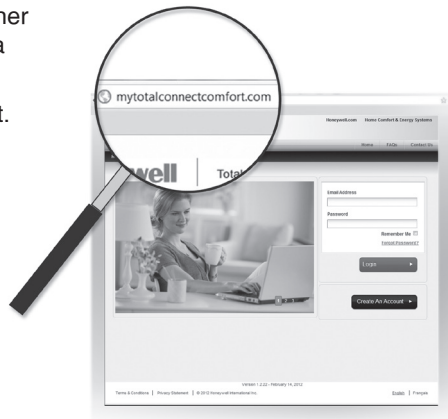 her
a
t.
mytotalconnectcomfort.com
Honeywell.com Home Comfort & Energy Systems
Home FAQs Contact Us
well | Total
Email Address
Password
Remember Me
Forgot Password?
Login
Create An Account
Version 1.2.22 - February 14, 2012
Terms & Conditions | Privacy Statement | © 2012 Honeywell International Inc.
English | Français